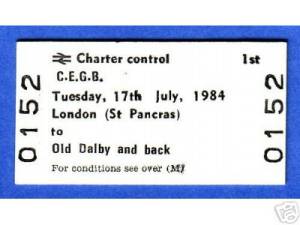 Charter control 1st
C.E.G.B.
Tuesday, 17th July, 1984
London (St Pancras)
to
Old Dalby and back
For conditions see over (M)
0152
0152
eb